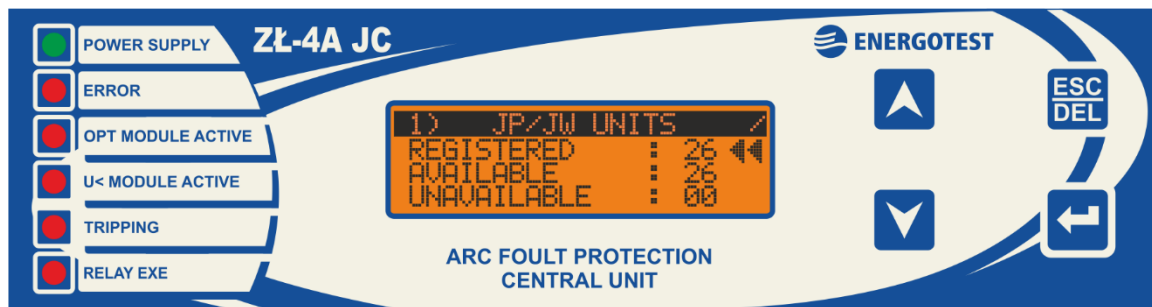 POWER SUPPLY
ERROR
OPT MODULE ACTIVE
U< MODULE ACTIVE
TRIPPING
RELAY EXE
ZŁ-4A JC
ENERGOTEST
1) JP/JW UNITS /
REGISTERED : 26
AVAILABLE : 26
UNAVAILABLE : 00
ARC FOULT PROTECTION
CENTRAL UNIT
ESC
DEL